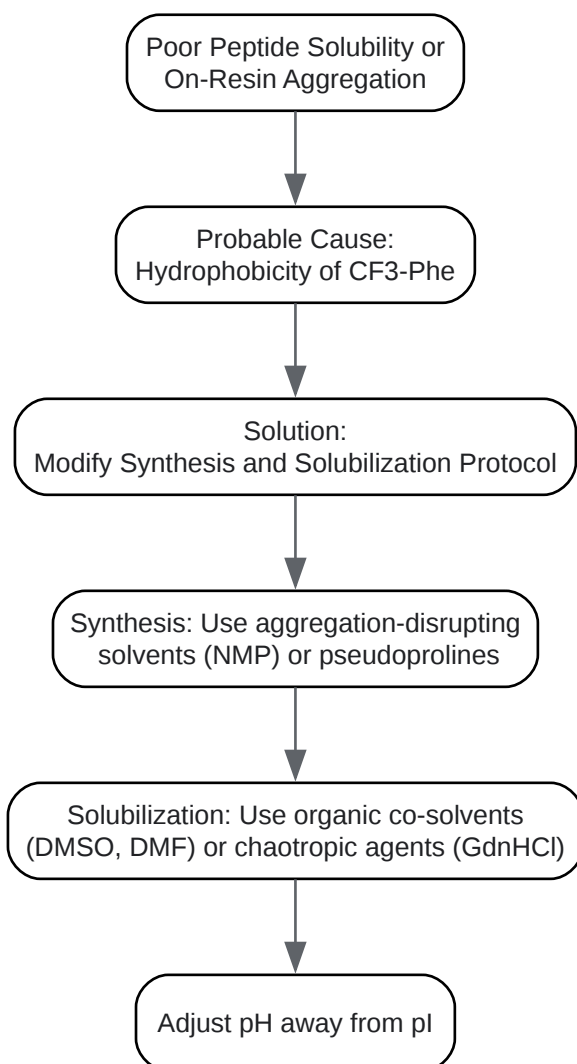 Poor Peptide Solubility or
On-Resin Aggregation
Probable Cause:
Hydrophobicity of CF3-Phe
Solution:
Modify Synthesis and Solubilization Protocol
Synthesis: Use aggregation-disrupting
solvents (NMP) or pseudoprolines
Solubilization: Use organic co-solvents
(DMSO, DMF) or chaotropic agents (GdnHCl)
Adjust pH away from pI